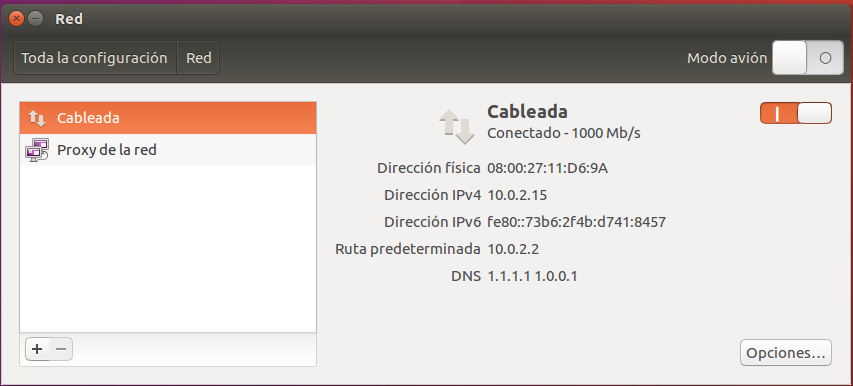 Red
Toda la configuración Red Modo avión
Cableada
Proxy de la red
Cableada
Conectado - 1000 Mb/s
Dirección física 08:00:27:11:D6:9A
Dirección IPv4 10.0.2.15
Dirección IPv6 fe80::73b6:2f4b:d741:8457
Ruta predeterminada 10.0.2.2
DNS 1.1.1.1 1.0.0.1
Opciones...